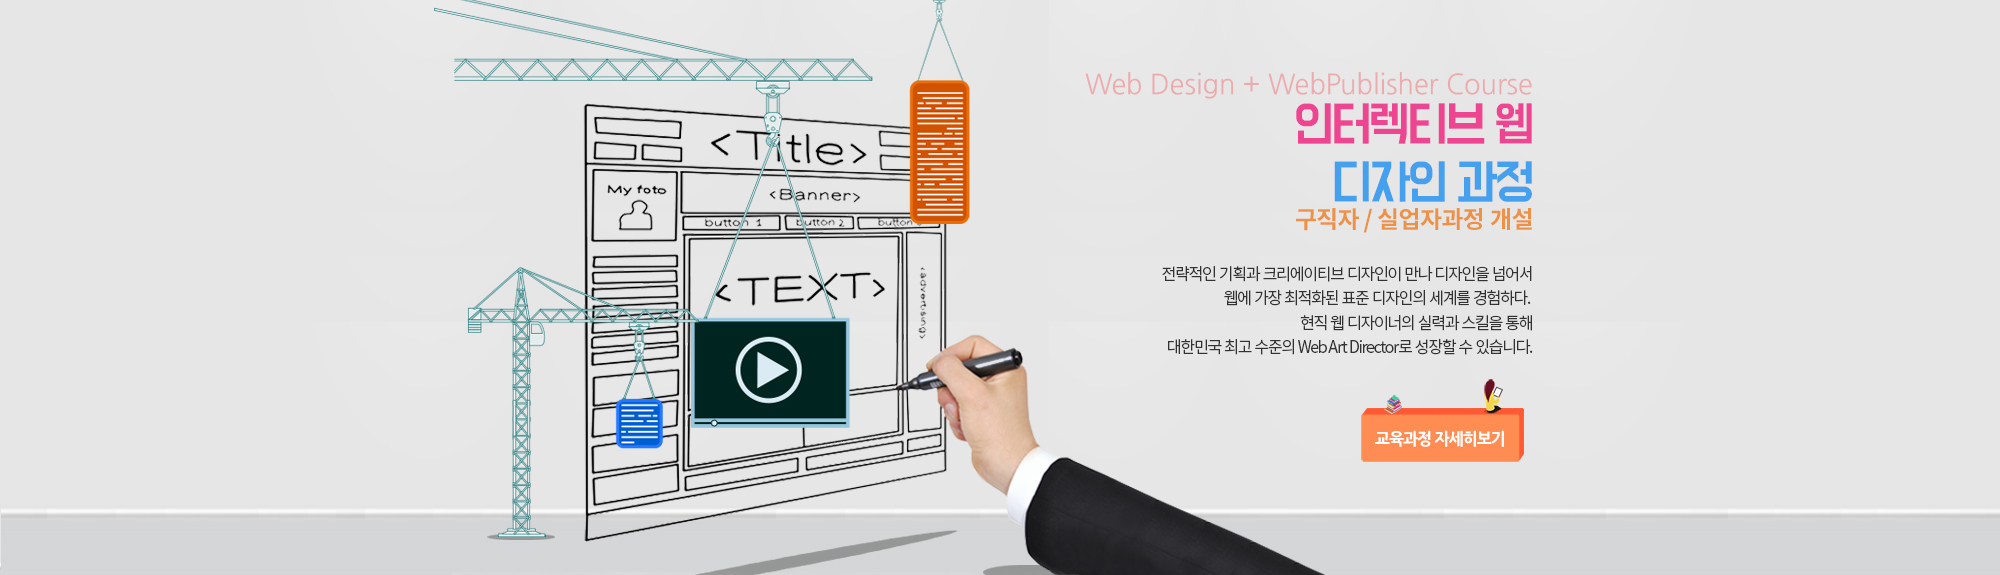 Web Design + WebPublisher Course
인터렉티브 웹
디자인 과정
구직자 / 실업자과정 개설
전략적인 기획과 크리에이티브 디자인이 만나 디자인을 넘어서
웹에 가장 최적화된 표준 디자인의 세계를 경험하다.
현직 웹 디자이너의 실력과 스킬을 통해
대한민국 최고 수준의 Web Art Director로 성장할 수 있습니다.
교육과정 자세히보기
<Title>
My foto
<Banner>
button 1
button 2
button
<TEXT>
<advertising>